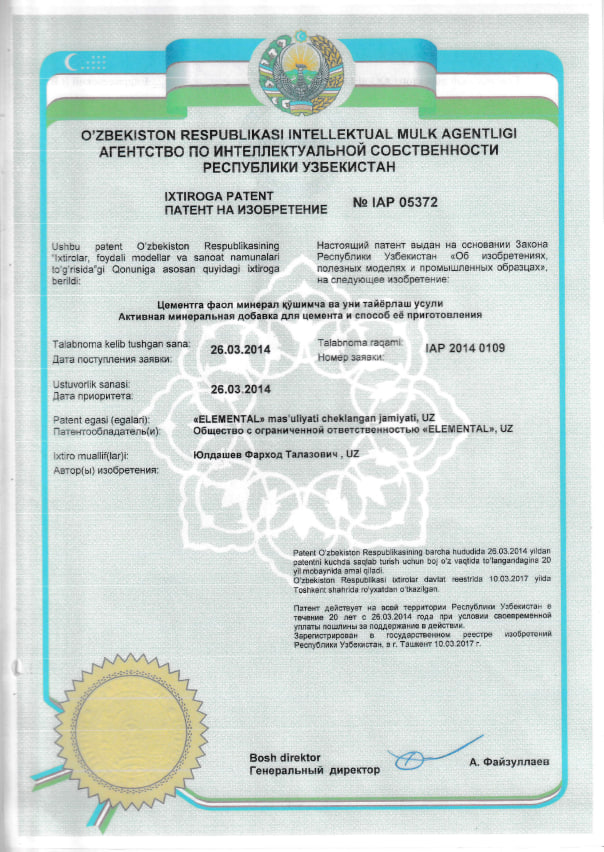 O'ZBEKISTON RESPUBLIKASI INTELLEKTUAL MULK AGENTLIGI
АГЕНТСТВО ПО ИНТЕЛЛЕКТУАЛЬНОЙ СОБСТВЕННОСТИ
РЕСПУБЛИКИ УЗБЕКИСТАН
IXTIROGA PATENT
ПАТЕНТ НА ИЗОБРЕТЕНИЕ
№ IAP 05372
Ushbu patent O'zbekiston Respublikasining
"Ixtirolar, foydali modellar va sanoat namunalari
to'g'risida"gi Qonuniga asosan quyidagi ixtiroga
berildi:
Настоящий патент выдан на основании Закона
Республики Узбекистан «Об изобретениях,
полезных моделях и промышленных образцах»,
на следующее изобретение:
Цементга фаол минерал қўшимча ва уни тайёрлаш усули
Активная минеральная добавка для цемента и способ её приготовления
Talabnoma kelib tushgan sana:
Дата поступления заявки:
26.03.2014
Talabnoma raqami:
Номер заявки:
IAP 2014 0109
Ustuvorlik sanasi:
Дата приоритета:
26.03.2014
Patent egasi (egalari):
Патентообладатель(и):
«ELEMENTAL» mas'uliyati cheklangan jamiyati, UZ
Общество с ограниченной ответственностью «ELEMENTAL», UZ
Ixtiro muallif(lar)i:
Автор(ы) изобретения:
Юлдашев Фарход Талазович , UZ
Patent O'zbekiston Respublikasining barcha hududida 26.03.2014 yildan
patentni kuchda saqlab turish uchun boj o'z vaqtida to'langandagina 20
yil mobaynida amal qiladi.
O'zbekiston Respublikasi ixtirolar davlat reestrida 10.03.2017 yilda
Toshkent shahrida ro'yxatdan o'tkazilgan.
Патент действует на всей территории Республики Узбекистан в
течение 20 лет с 26.03.2014 года при условии своевременной
уплаты пошлины за поддержание в действии.
Зарегистрирован в государственном реестре изобретений
Республики Узбекистан, в г. Ташкент 10.03.2017 г.
Bosh direktor
Генеральный директор
А. Файзуллаев